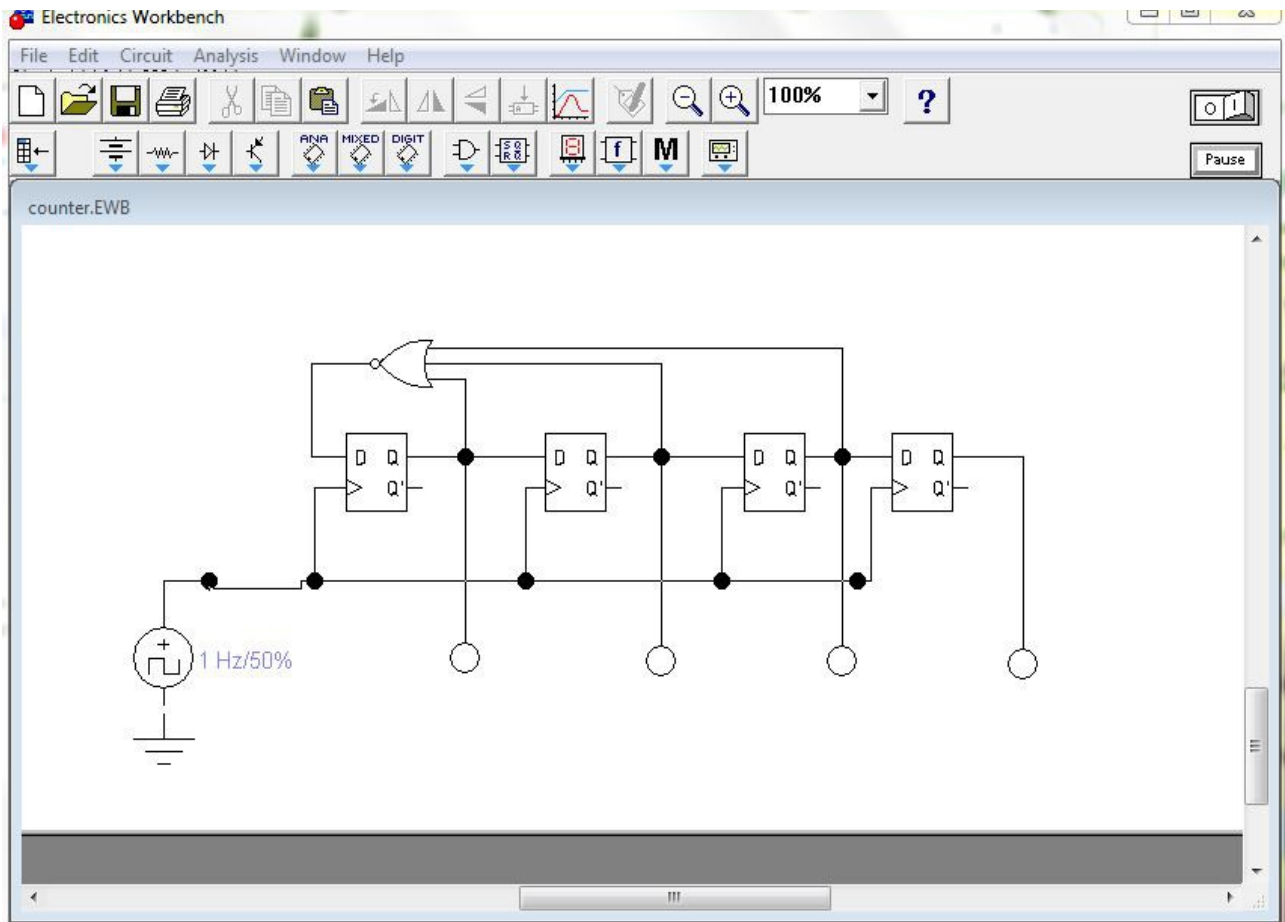 Electronics Workbench
File Edit Circuit Analysis Window Help
100% ?
ANA MIXED DIGIT
M
Pause
counter.EWB
D Q D Q D Q D Q
Q' Q' Q' Q'
1 Hz/50%